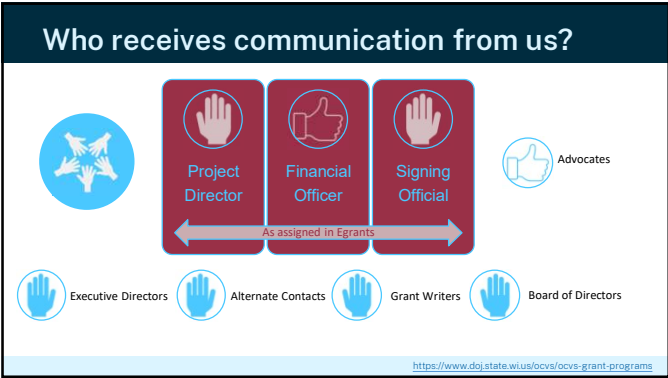 Who receives communication from us?
Project
Director
Financial
Officer
Signing
Official
As assigned in Egrants
Advocates
Executive Directors
Alternate Contacts
Grant Writers
Board of Directors
https://www.doj.state.wi.us/ocvs/ocvs-grant-programs